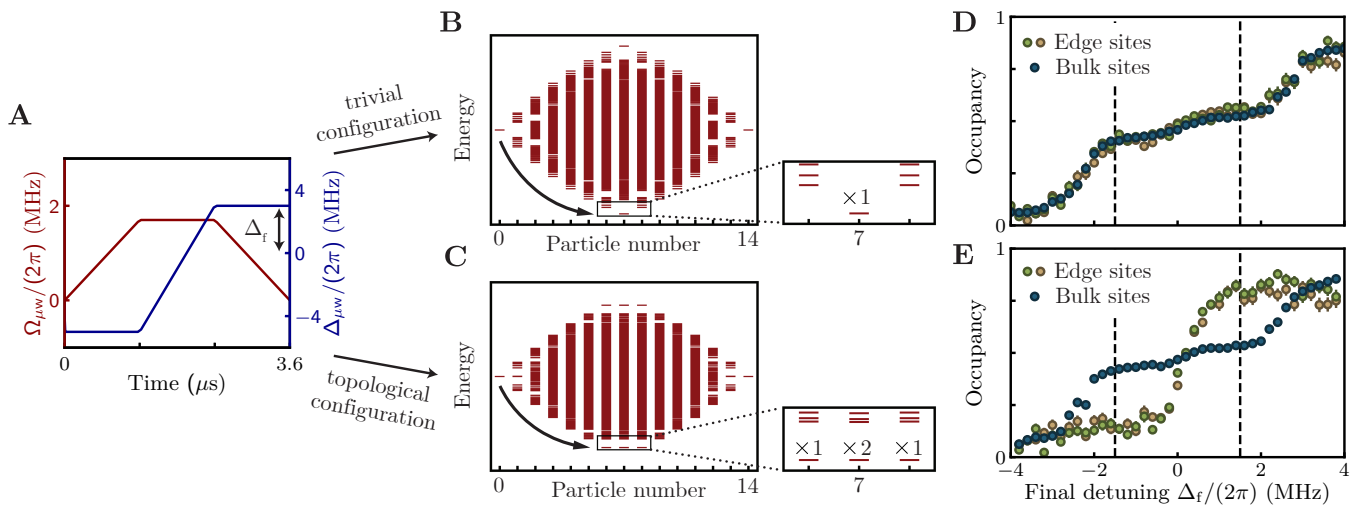 A
Ω_μw/(2π) (MHz)
2
0
Δ_μw/(2π) (MHz)
4
0
−4
Δ_f
0
3.6
Time (μs)
trivial
configuration
topological
configuration
B
Energy
0
Particle number
14
×1
7
C
Energy
0
Particle number
14
×1
×2
×1
7
D
Occupancy
1
0
Edge sites
Bulk sites
E
Occupancy
1
0
Edge sites
Bulk sites
−4
−2
0
2
4
Final detuning Δ_f/(2π) (MHz)